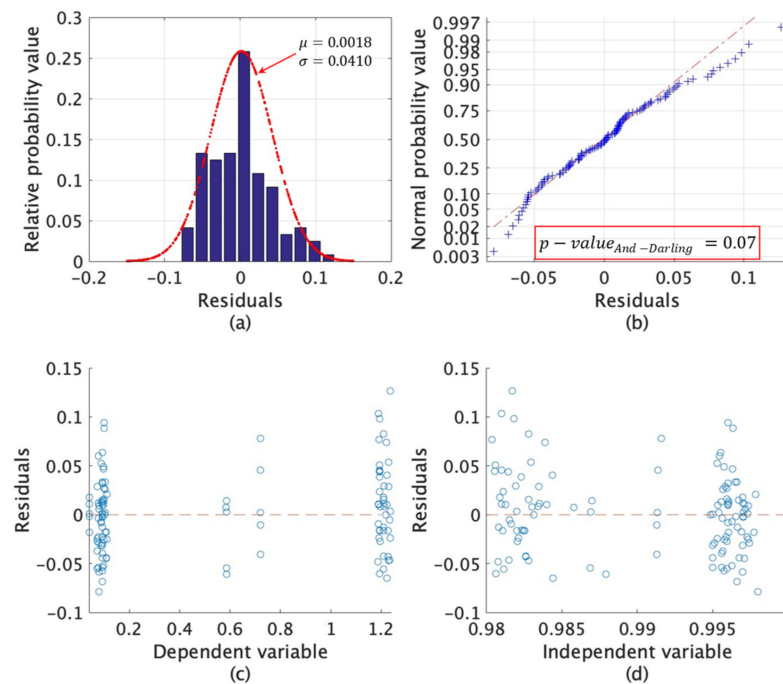 0.3
0.25
0.2
0.15
0.1
0.05
0
Relative probability value
μ = 0.0018
σ = 0.0410
−0.2 −0.1 0 0.1 0.2
Residuals
(a)
0.997
0.99
0.98
0.95
0.90
0.75
0.50
0.25
0.10
0.05
0.02
0.01
0.003
Normal probability value
p − value_{And −Darling} = 0.07
−0.05 0 0.05 0.1
Residuals
(b)
0.15
0.1
0.05
0
−0.05
−0.1
Residuals
0.2 0.4 0.6 0.8 1 1.2
Dependent variable
(c)
0.15
0.1
0.05
0
−0.05
−0.1
Residuals
0.98 0.985 0.99 0.995
Independent variable
(d)